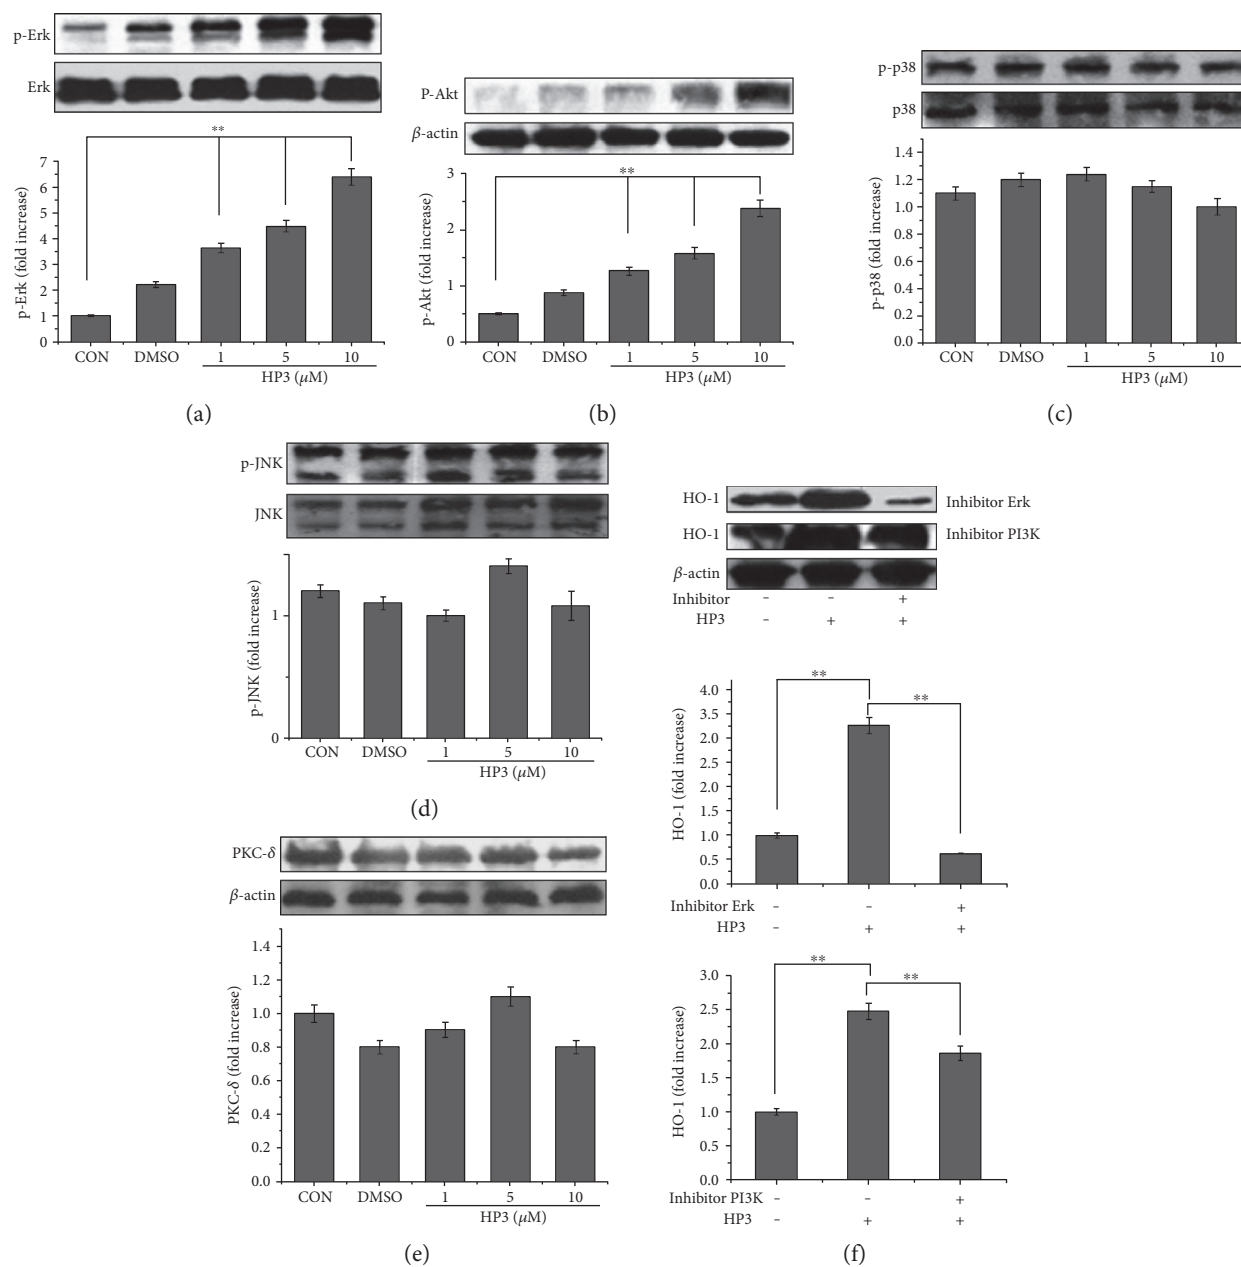 p-Erk
Erk
**
p-Erk (fold increase)
7
6
5
4
3
2
1
0
CON DMSO 1 5 10
HP3 (μM)
(a)
P-Akt
β-actin
**
p-Akt (fold increase)
3
2
1
0
CON DMSO 1 5 10
HP3 (μM)
(b)
p-p38
p38
p-p38 (fold increase)
1.4
1.2
1.0
0.8
0.6
0.4
0.2
0.0
CON DMSO 1 5 10
HP3 (μM)
(c)
p-JNK
JNK
p-JNK (fold increase)
1
0
CON DMSO 1 5 10
HP3 (μM)
(d)
PKC-δ
β-actin
PKC-δ (fold increase)
1.4
1.2
1.0
0.8
0.6
0.4
0.2
0.0
CON DMSO 1 5 10
HP3 (μM)
(e)
HO-1 Inhibitor Erk
HO-1 Inhibitor PI3K
β-actin
Inhibitor – – +
HP3 – + +
** **
HO-1 (fold increase)
4.0
3.5
2.0
2.5
2.0
1.5
1.0
0.5
0.0
Inhibitor Erk – – +
HP3 – + +
** **
HO-1 (fold increase)
3.0
2.5
2.0
1.5
1.0
0.5
0.0
Inhibitor PI3K – – +
HP3 – + +
(f)